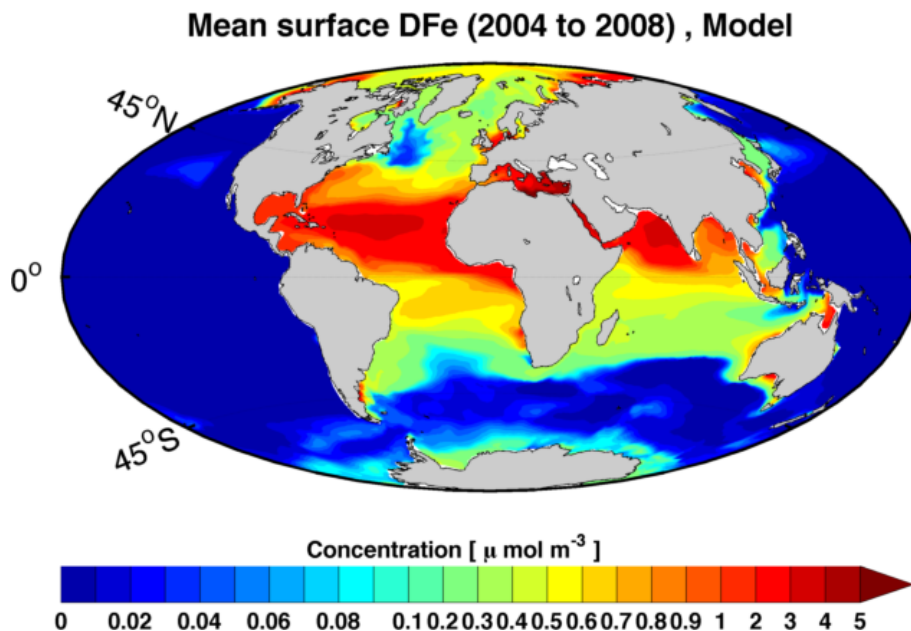 Mean surface DFe (2004 to 2008) , Model
45°N
0°
45°S
Concentration [ μ mol m⁻³ ]
0 0.02 0.04 0.06 0.08 0.1 0.2 0.3 0.4 0.5 0.6 0.7 0.8 0.9 1 2 3 4 5